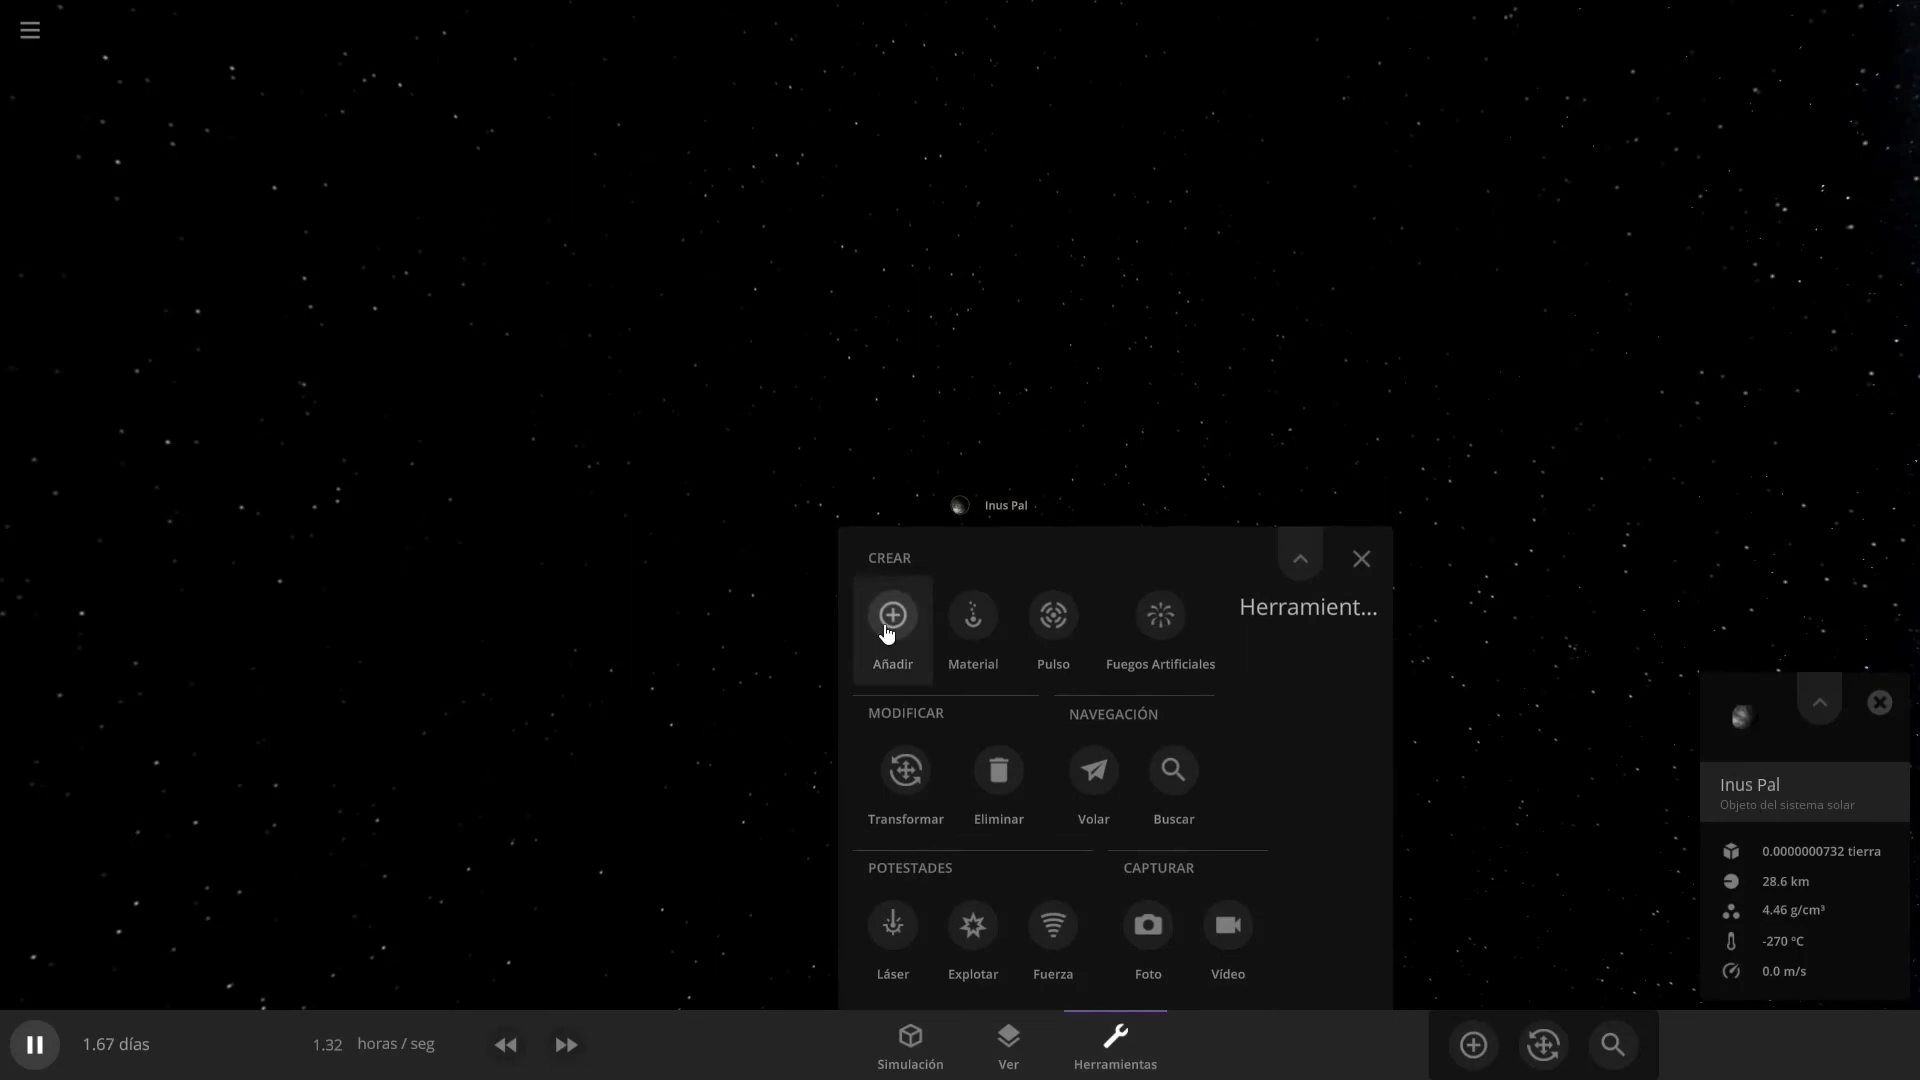 Inus Pal
CREAR
Herramient...
Añadir
Material
Pulso
Fuegos Artificiales
MODIFICAR
NAVEGACIÓN
Transformar
Eliminar
Volar
Buscar
POTESTADES
CAPTURAR
Láser
Explotar
Fuerza
Foto
Vídeo
Inus Pal
Objeto del sistema solar
0.0000000732 tierra
28.6 km
4.46 g/cm³
-270 ºC
0.0 m/s
1.67 días
1.32 horas / seg
Simulación
Ver
Herramientas